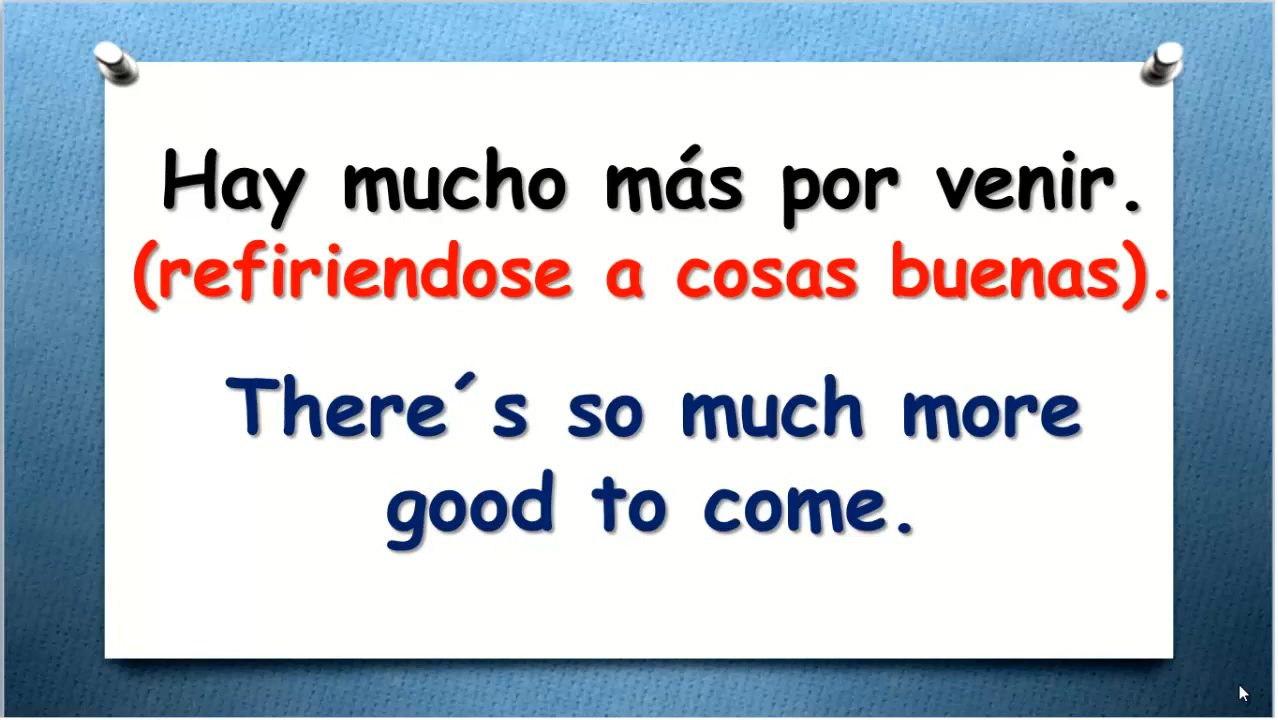 Hay mucho más por venir.
(refiriendose a cosas buenas).
There´s so much more
good to come.